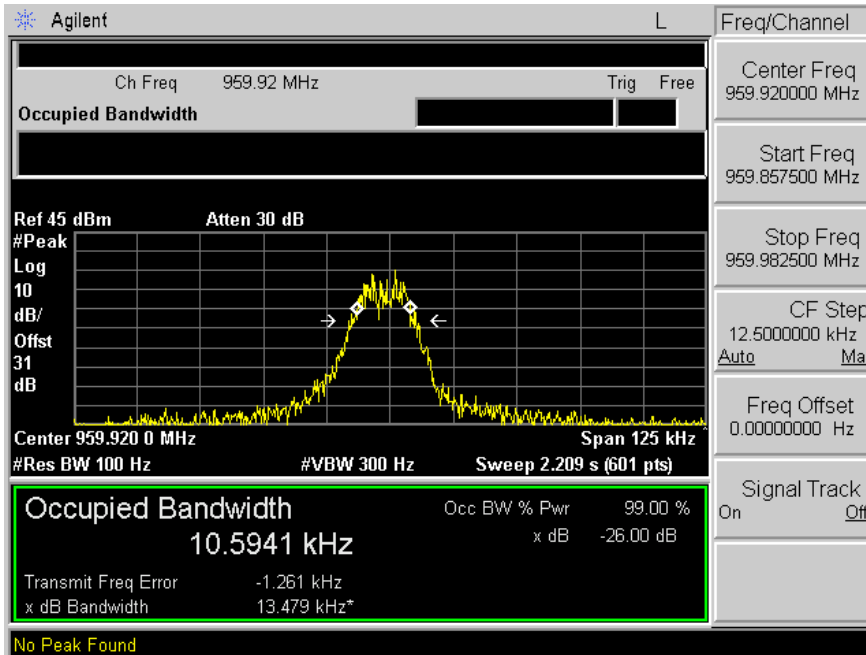 Agilent
L
Freq/Channel
Ch Freq 959.92 MHz Trig Free
Occupied Bandwidth
Center Freq
959.920000 MHz
Start Freq
959.857500 MHz
Stop Freq
959.982500 MHz
CF Step
12.5000000 kHz
Auto Ma
Freq Offset
0.00000000 Hz
Signal Track
On Off
Ref 45 dBm Atten 30 dB
#Peak
Log
10
dB/
Offst
31
dB
Center 959.920 0 MHz Span 125 kHz
#Res BW 100 Hz #VBW 300 Hz Sweep 2.209 s (601 pts)
Occupied Bandwidth
10.5941 kHz
Occ BW % Pwr 99.00 %
x dB -26.00 dB
Transmit Freq Error -1.261 kHz
x dB Bandwidth 13.479 kHz*
No Peak Found